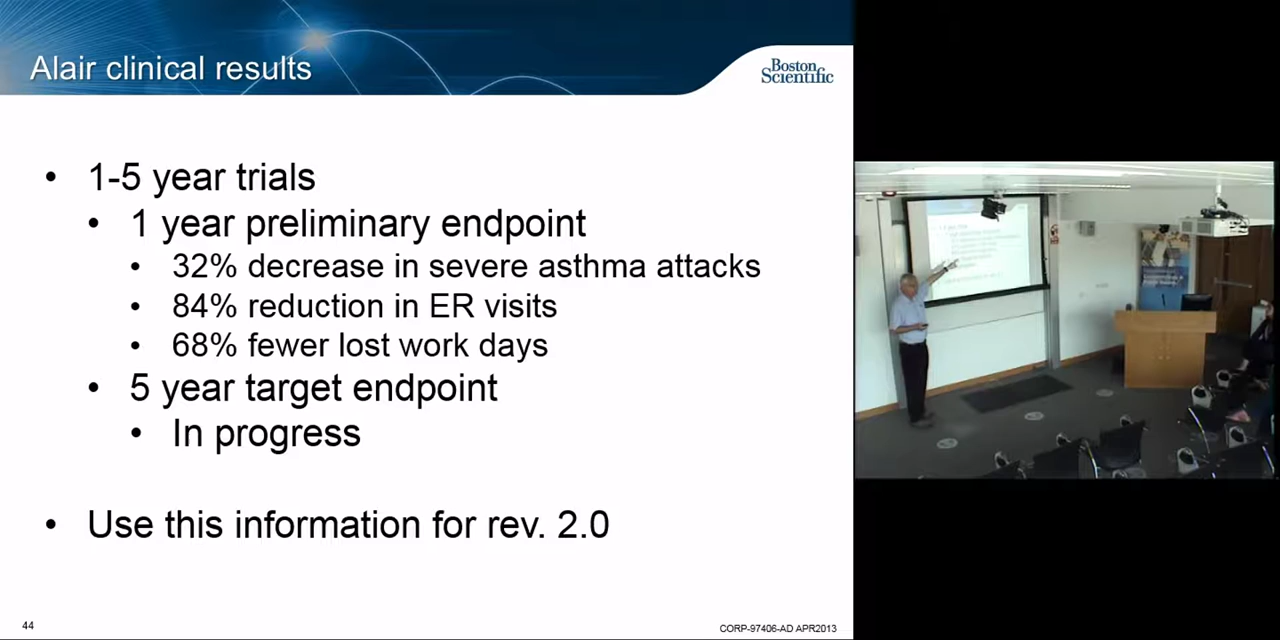 Alair clinical results
Boston
Scientific
• 1-5 year trials
• 1 year preliminary endpoint
• 32% decrease in severe asthma attacks
• 84% reduction in ER visits
• 68% fewer lost work days
• 5 year target endpoint
• In progress
• Use this information for rev. 2.0
44
CORP-97406-AD APR2013